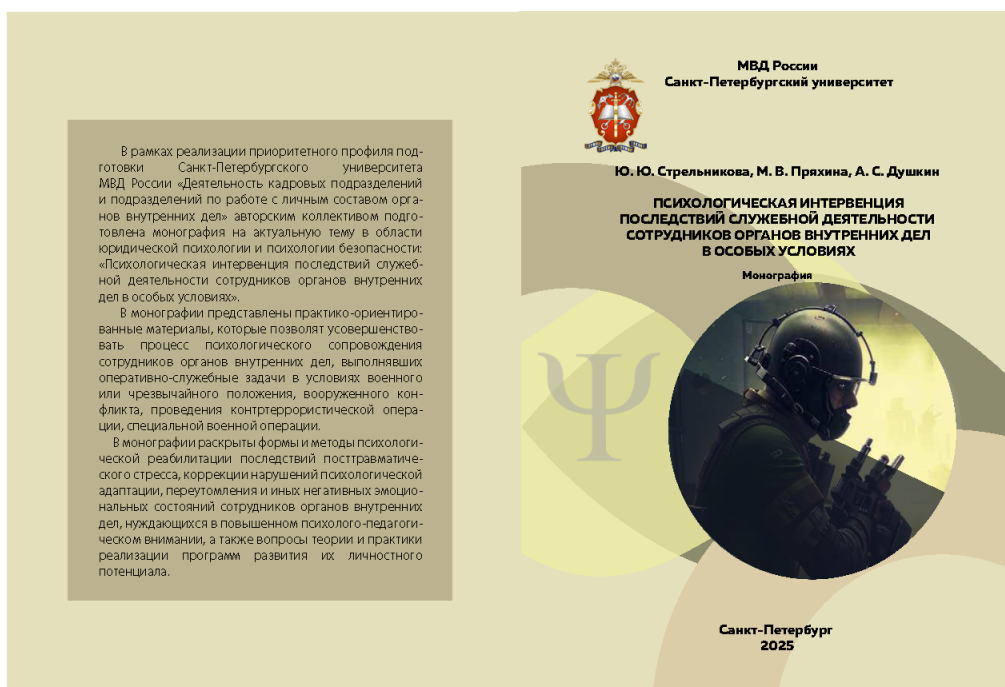 В рамках реализации приоритетного профиля под-
готовки Санкт-Петербургского университета
МВД России «Деятельность кадровых подразделений
и подразделений по работе с личным составом орга-
нов внутренних дел» авторским коллективом подго-
товлена монография на актуальную тему в области
юридической психологии и психологии безопасности:
«Психологическая интервенция последствий служеб-
ной деятельности сотрудников органов внутренних
дел в особых условиях».
В монографии представлены практико-ориентиро-
ванные материалы, которые позволят усовершенство-
вать процесс психологического сопровождения
сотрудников органов внутренних дел, выполнявших
оперативно-служебные задачи в условиях военного
или чрезвычайного положения, вооруженного кон-
фликта, проведения контртеррористической опера-
ции, специальной военной операции.
В монографии раскрыты формы и методы психологи-
ческой реабилитации последствий посттравматиче-
ского стресса, коррекции нарушений психологической
адаптации, переутомления и иных негативных эмоцио-
нальных состояний сотрудников органов внутренних
дел, нуждающихся в повышенном психолого-педагоги-
ческом внимании, а также вопросы теории и практики
реализации программ развития их личностного
потенциала.
МВД России
Санкт-Петербургский университет
Ю. Ю. Стрельникова, М. В. Пряхина, А. С. Душкин
ПСИХОЛОГИЧЕСКАЯ ИНТЕРВЕНЦИЯ
ПОСЛЕДСТВИЙ СЛУЖЕБНОЙ ДЕЯТЕЛЬНОСТИ
СОТРУДНИКОВ ОРГАНОВ ВНУТРЕННИХ ДЕЛ
В ОСОБЫХ УСЛОВИЯХ
Монография
Ψ
Санкт-Петербург
2025